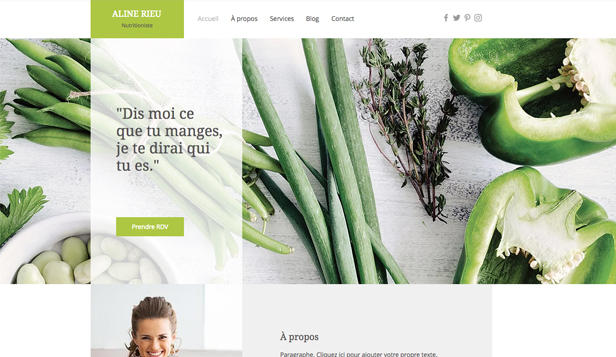 ALINE RIEU
Nutritioniste
Accueil
À propos
Services
Blog
Contact
"Dis moi ce
que tu manges,
je te dirai qui
tu es."
Prendre RDV
À propos
Paragraphe. Cliquez ici pour ajouter votre propre texte.